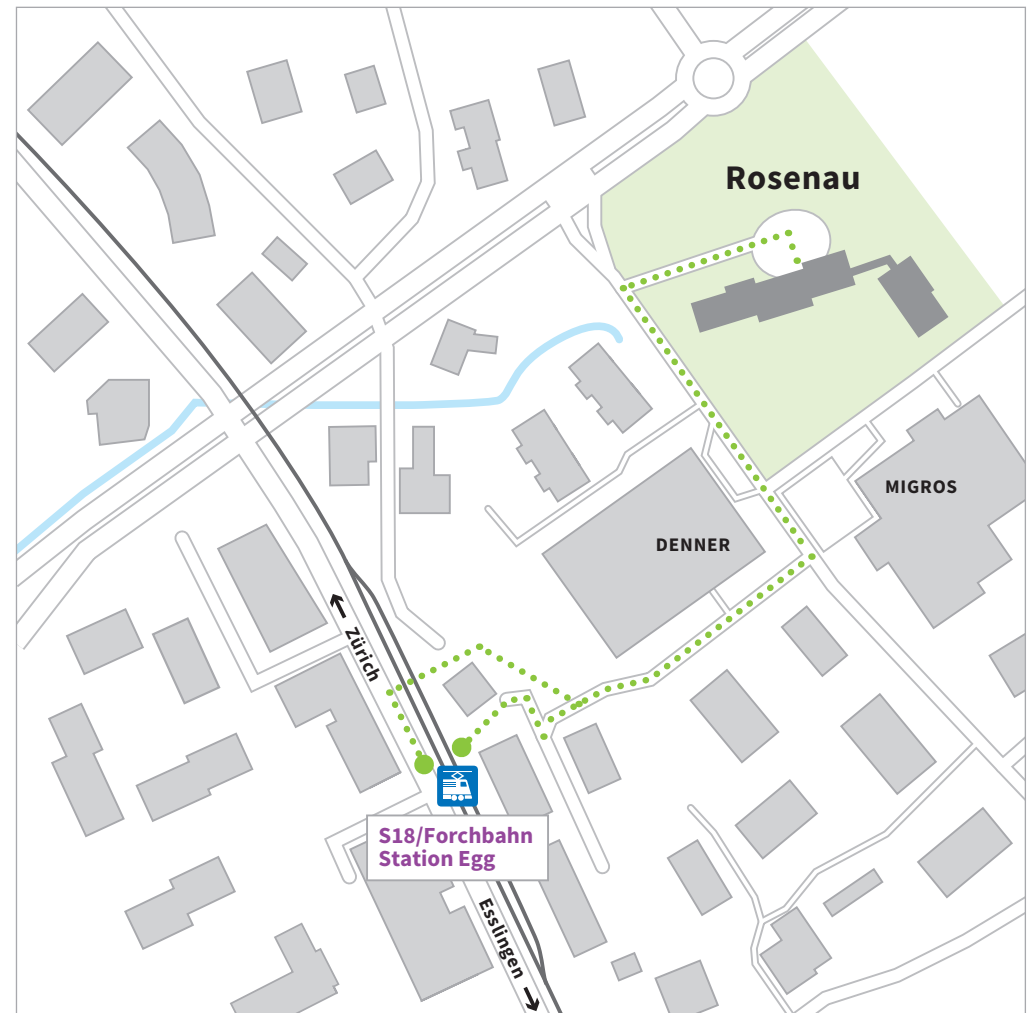 Rosenau
MIGROS
DENNER
Zürich
S18/Forchbahn
Station Egg
Esslingen